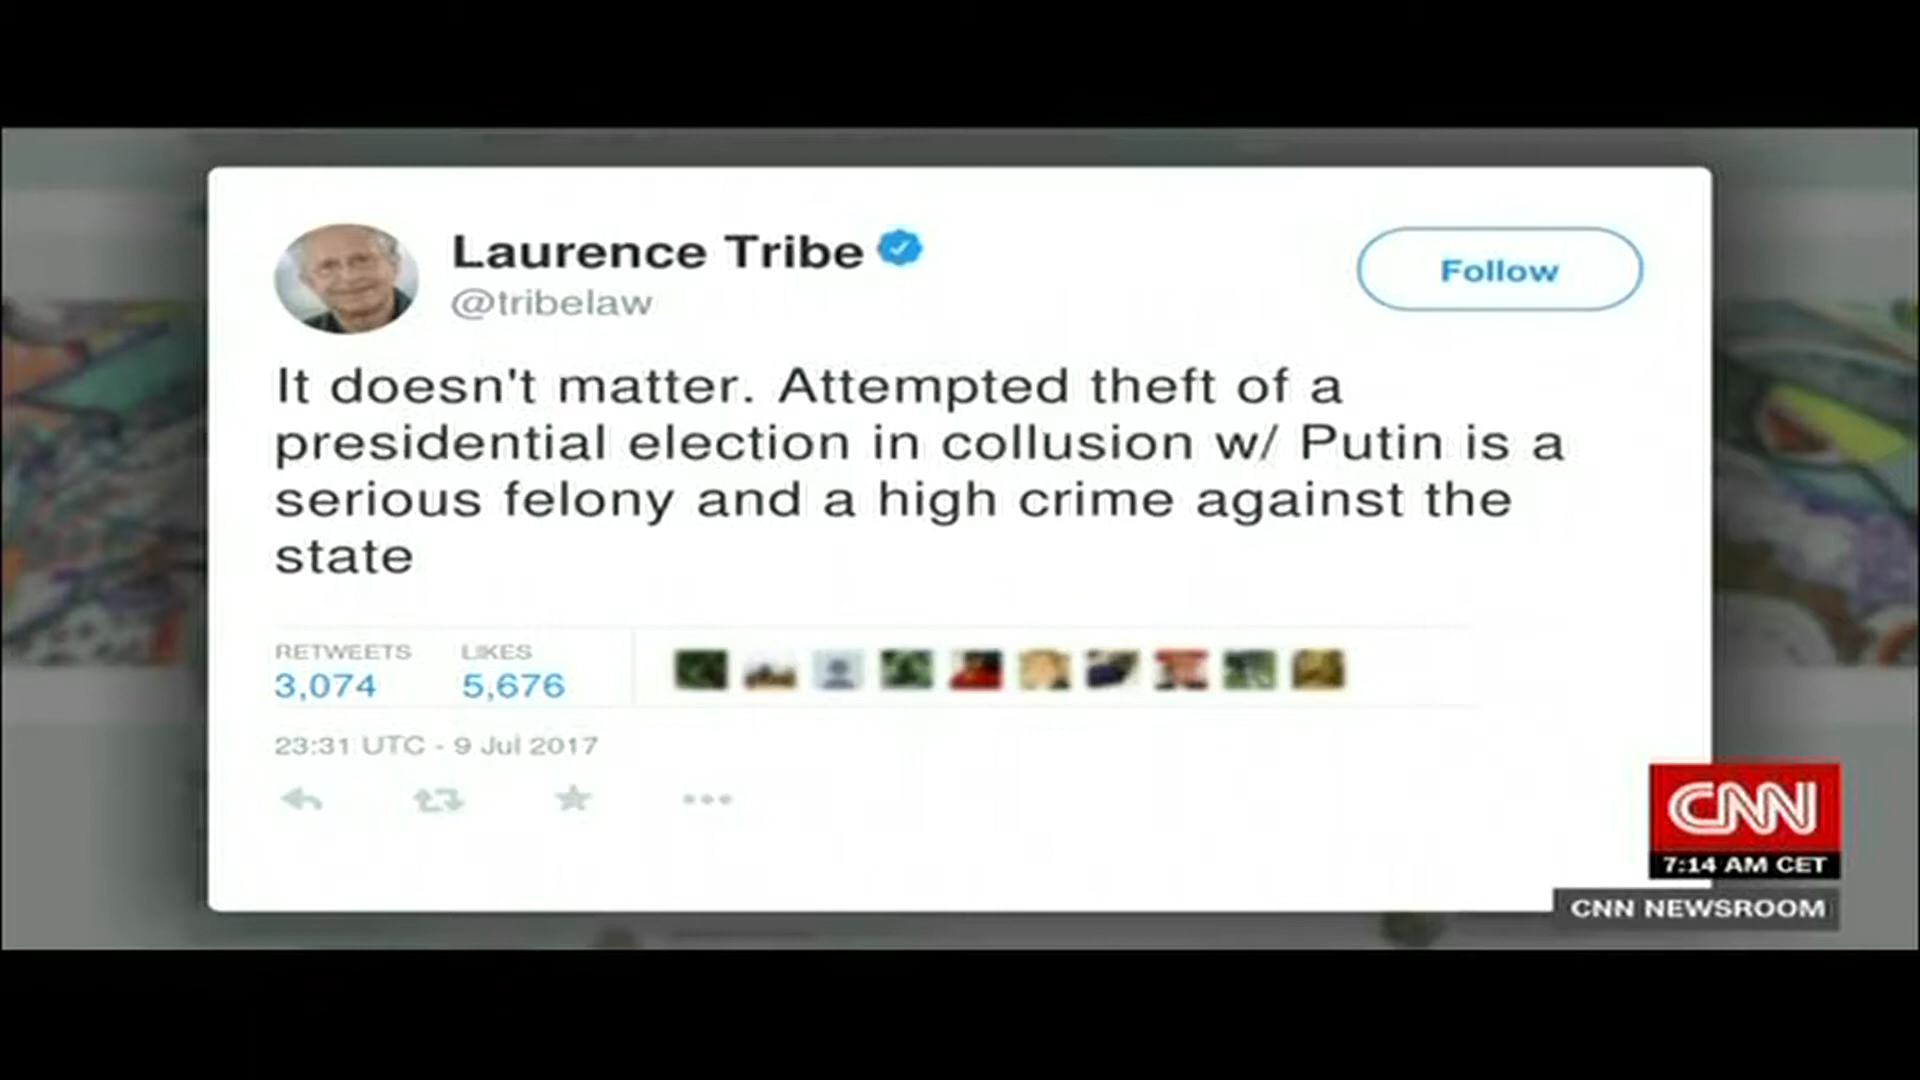 Laurence Tribe
@tribelaw
Follow
It doesn't matter. Attempted theft of a
presidential election in collusion w/ Putin is a
serious felony and a high crime against the
state
RETWEETS LIKES
3,074 5,676
23:31 UTC - 9 Jul 2017
CNN
7:14 AM CET
CNN NEWSROOM